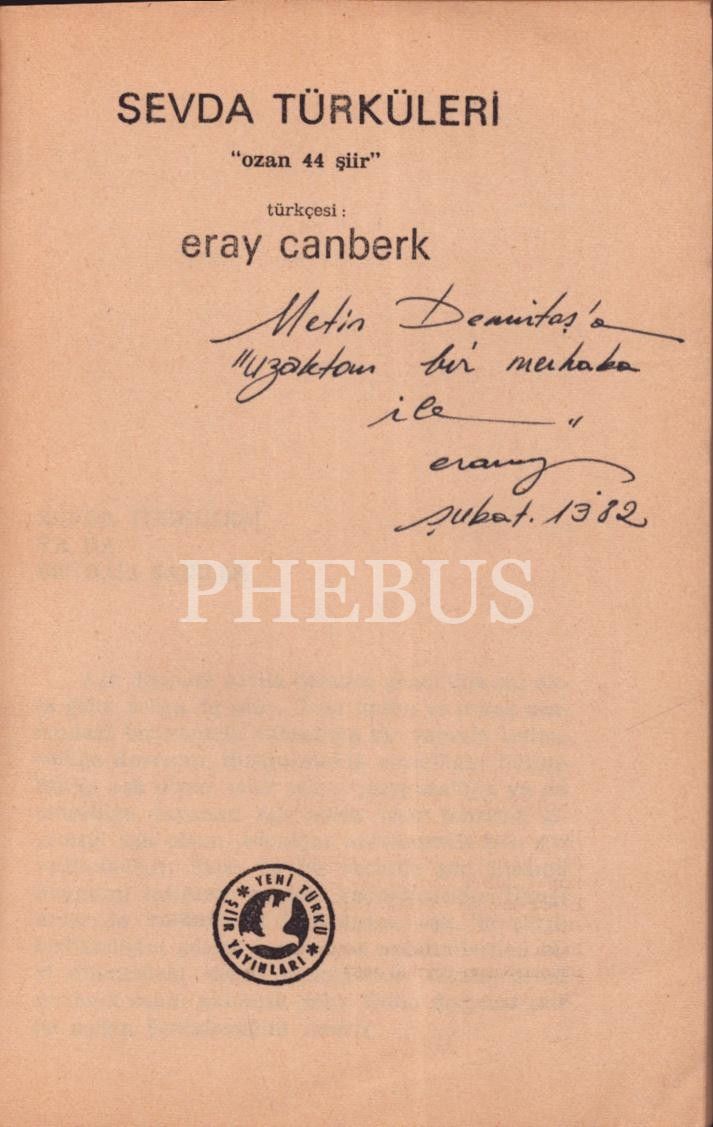 SEVDA TÜRKÜLERİ
"ozan 44 şiir"
türkçesi:
eray canberk
Metin Demirtaş'a
"uzaktan bir merhaba
ile"
eray
şubat. 1982
PHEBUS
YENİ TÜRKÜ
ŞİİR YAYINLARI